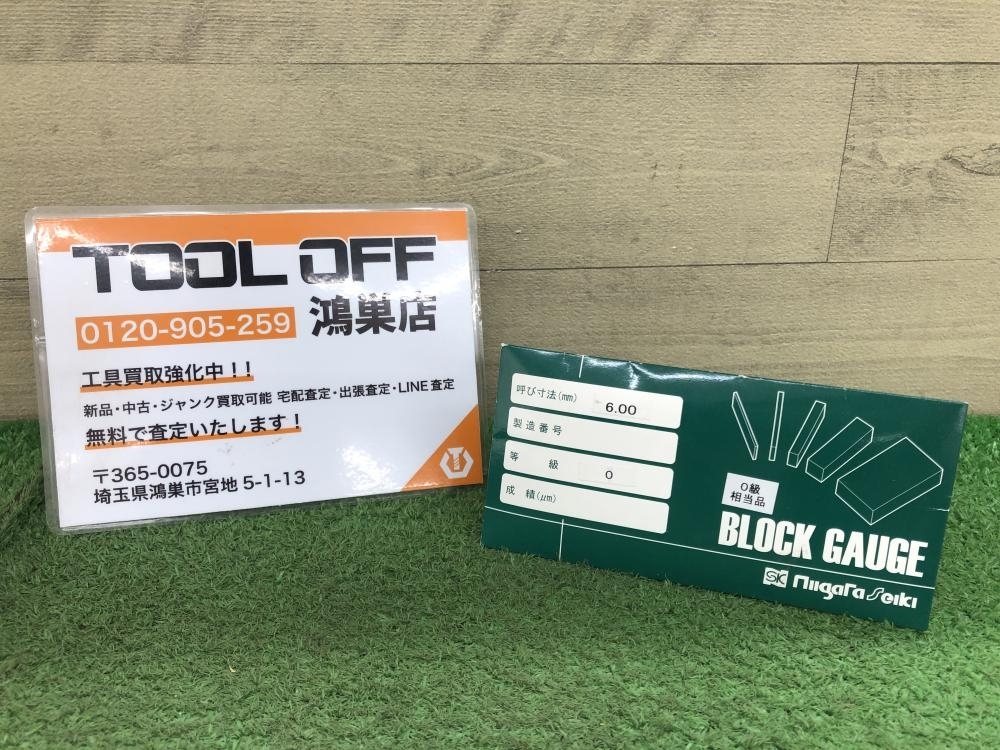 TOOL OFF
0120-905-259 鴻巣店
工具買取強化中！！
新品・中古・ジャンク買取可能 宅配査定・出張査定・LINE査定
無料で査定いたします！
〒365-0075
埼玉県鴻巣市宮地 5-1-13
呼び寸法(mm) 6.00
製造番号
等級 0
成績(μm)
0級
相当品
BLOCK GAUGE
SK Niigata Seiki